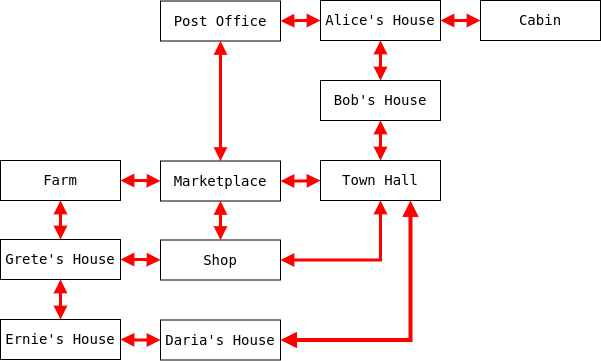 Post Office
Alice's House
Cabin
Bob's House
Farm
Marketplace
Town Hall
Grete's House
Shop
Ernie's House
Daria's House